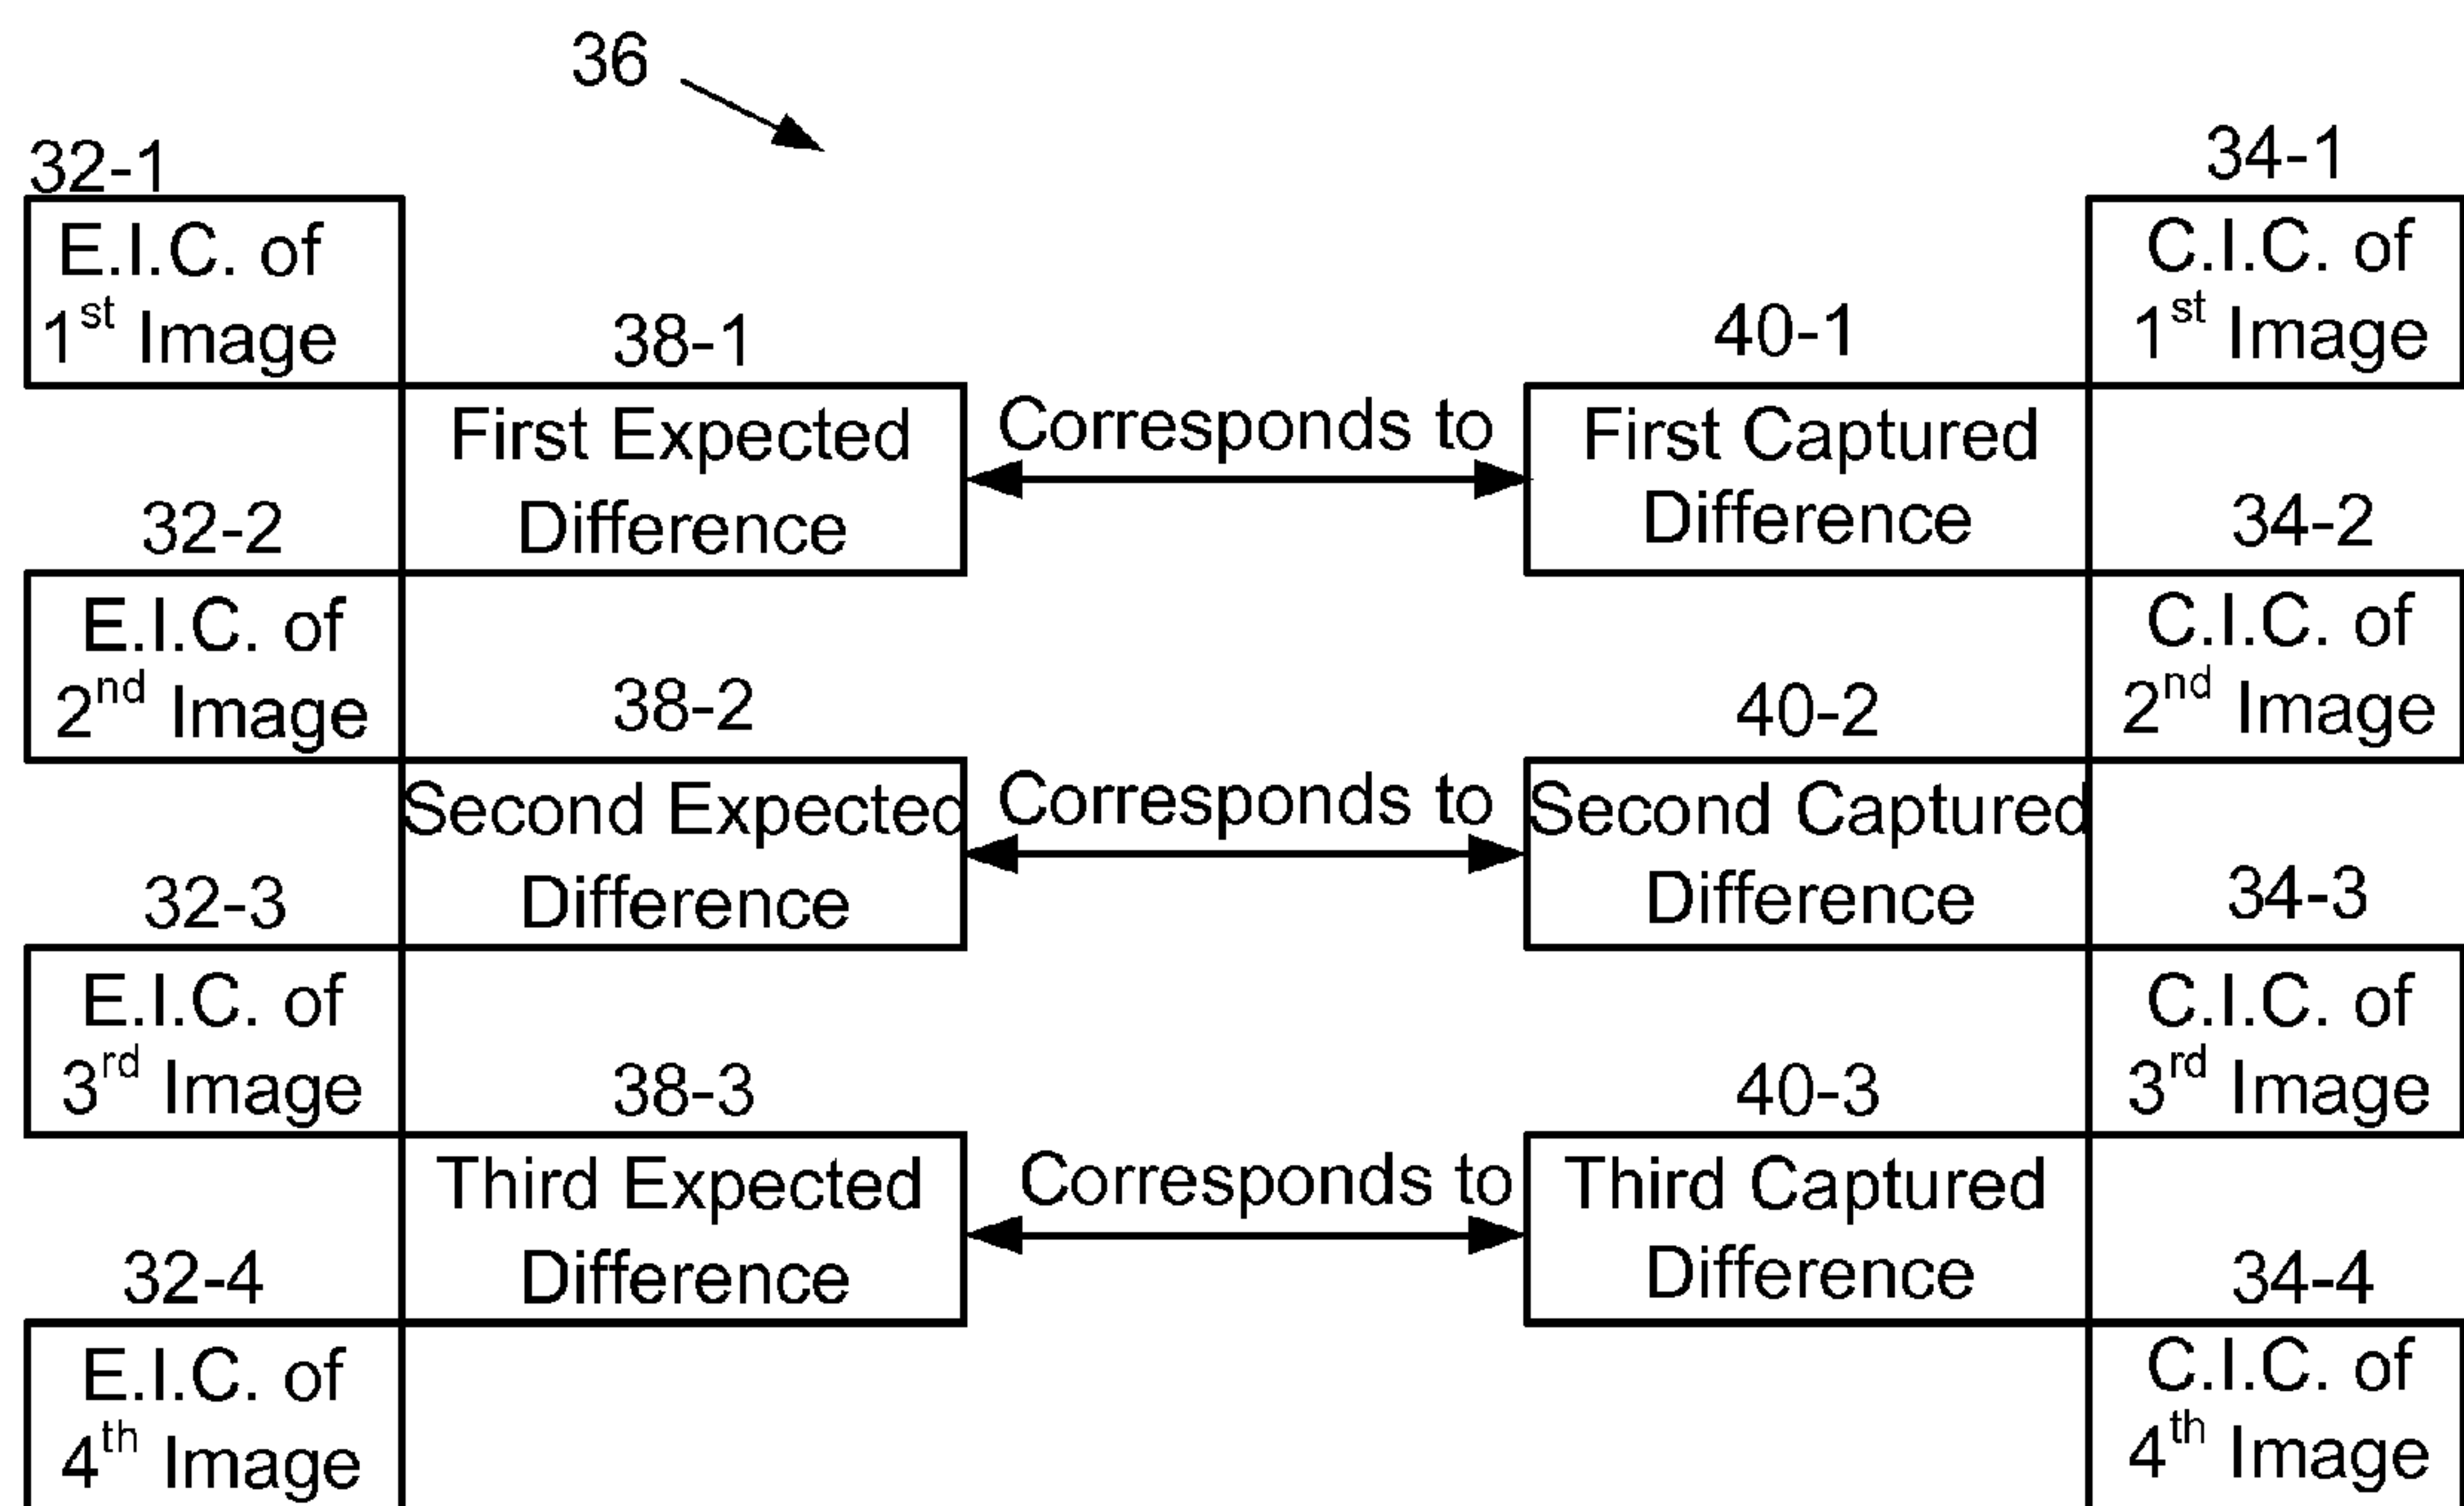 36
32-1
34-1
E.I.C. of
1st Image
C.I.C. of
1st Image
38-1
40-1
First Expected
Difference
Corresponds to
First Captured
Difference
32-2
34-2
E.I.C. of
2nd Image
C.I.C. of
2nd Image
38-2
40-2
Second Expected
Difference
Corresponds to
Second Captured
Difference
32-3
34-3
E.I.C. of
3rd Image
C.I.C. of
3rd Image
38-3
40-3
Third Expected
Difference
Corresponds to
Third Captured
Difference
32-4
34-4
E.I.C. of
4th Image
C.I.C. of
4th Image